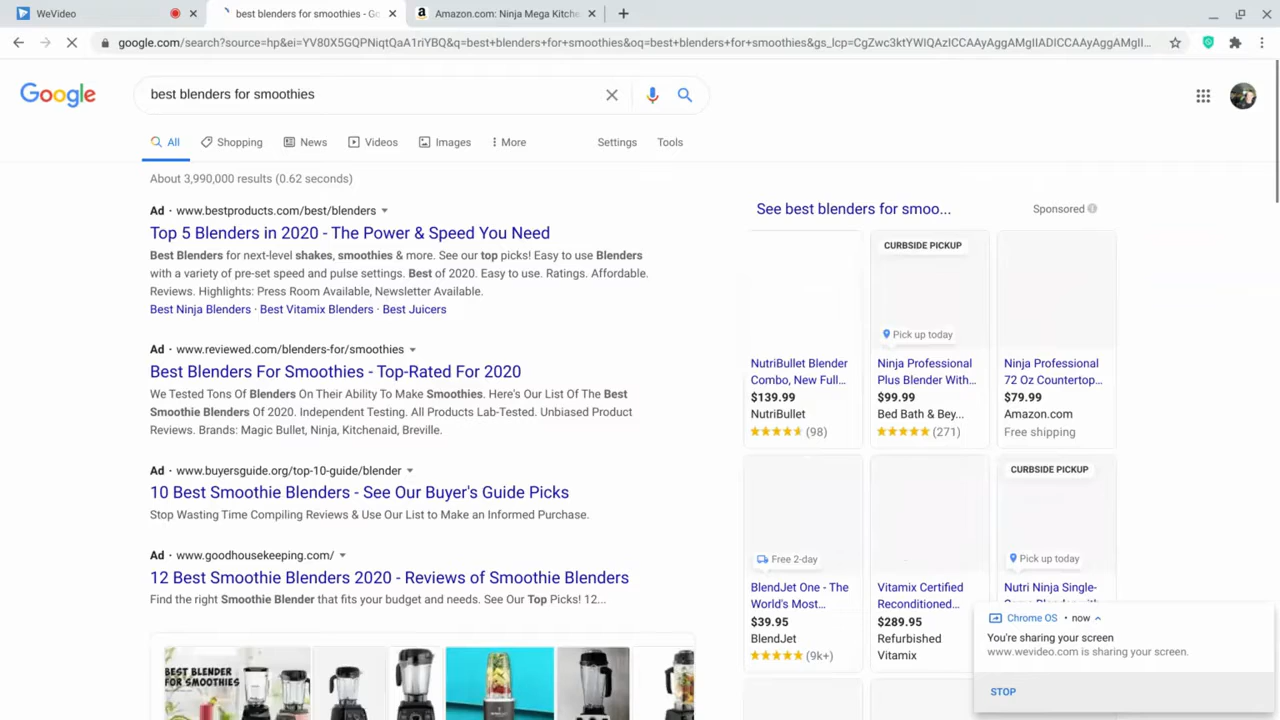 WeVideo
best blenders for smoothies - Go
Amazon.com: Ninja Mega Kitche
google.com/search?source=hp&ei=YV80X5GQPNiqtQaA1riYBQ&q=best+blenders+for+smoothies&oq=best+blenders+for+smoothies&gs_lcp=CgZwc3ktYWIQAzICCAAyAggAMgIIADICCAAyAggAMgII...
Google
best blenders for smoothies
All
Shopping
News
Videos
Images
More
Settings
Tools
About 3,990,000 results (0.62 seconds)
Ad · www.bestproducts.com/best/blenders
Top 5 Blenders in 2020 - The Power & Speed You Need
Best Blenders for next-level shakes, smoothies & more. See our top picks! Easy to use Blenders
with a variety of pre-set speed and pulse settings. Best of 2020. Easy to use. Ratings. Affordable.
Reviews. Highlights: Press Room Available, Newsletter Available.
Best Ninja Blenders · Best Vitamix Blenders · Best Juicers
Ad · www.reviewed.com/blenders-for/smoothies
Best Blenders For Smoothies - Top-Rated For 2020
We Tested Tons Of Blenders On Their Ability To Make Smoothies. Here's Our List Of The Best
Smoothie Blenders Of 2020. Independent Testing. All Products Lab-Tested. Unbiased Product
Reviews. Brands: Magic Bullet, Ninja, Kitchenaid, Breville.
Ad · www.buyersguide.org/top-10-guide/blender
10 Best Smoothie Blenders - See Our Buyer's Guide Picks
Stop Wasting Time Compiling Reviews & Use Our List to Make an Informed Purchase.
Ad · www.goodhousekeeping.com/
12 Best Smoothie Blenders 2020 - Reviews of Smoothie Blenders
Find the right Smoothie Blender that fits your budget and needs. See Our Top Picks! 12...
BEST BLENDER
FOR SMOOTHIES
See best blenders for smoo...
Sponsored
NutriBullet Blender
Combo, New Full...
$139.99
NutriBullet
(98)
CURBSIDE PICKUP
Pick up today
Ninja Professional
Plus Blender With...
$99.99
Bed Bath & Bey...
(271)
Ninja Professional
72 Oz Countertop...
$79.99
Amazon.com
Free shipping
Free 2-day
BlendJet One - The
World's Most...
$39.95
BlendJet
(9k+)
Vitamix Certified
Reconditioned...
$289.95
Refurbished
Vitamix
CURBSIDE PICKUP
Pick up today
Nutri Ninja Single-
Chrome OS · now
You're sharing your screen
www.wevideo.com is sharing your screen.
STOP